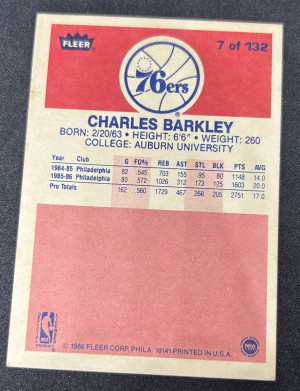 FLEER
7 of 132
76ers
CHARLES BARKLEY
BORN: 2/20/63 • HEIGHT: 6'6" • WEIGHT: 260
COLLEGE: AUBURN UNIVERSITY
Year Club G FG% REB AST STL BLK PTS AVG
1984-85 Philadelphia 82 .545 703 155 95 80 1148 14.0
1985-86 Philadelphia 80 .572 1026 312 173 125 1603 20.0
Pro Totals 162 .560 1729 467 268 205 2751 17.0
© 1986 FLEER CORP. PHILA. 19141 PRINTED IN U.S.A.